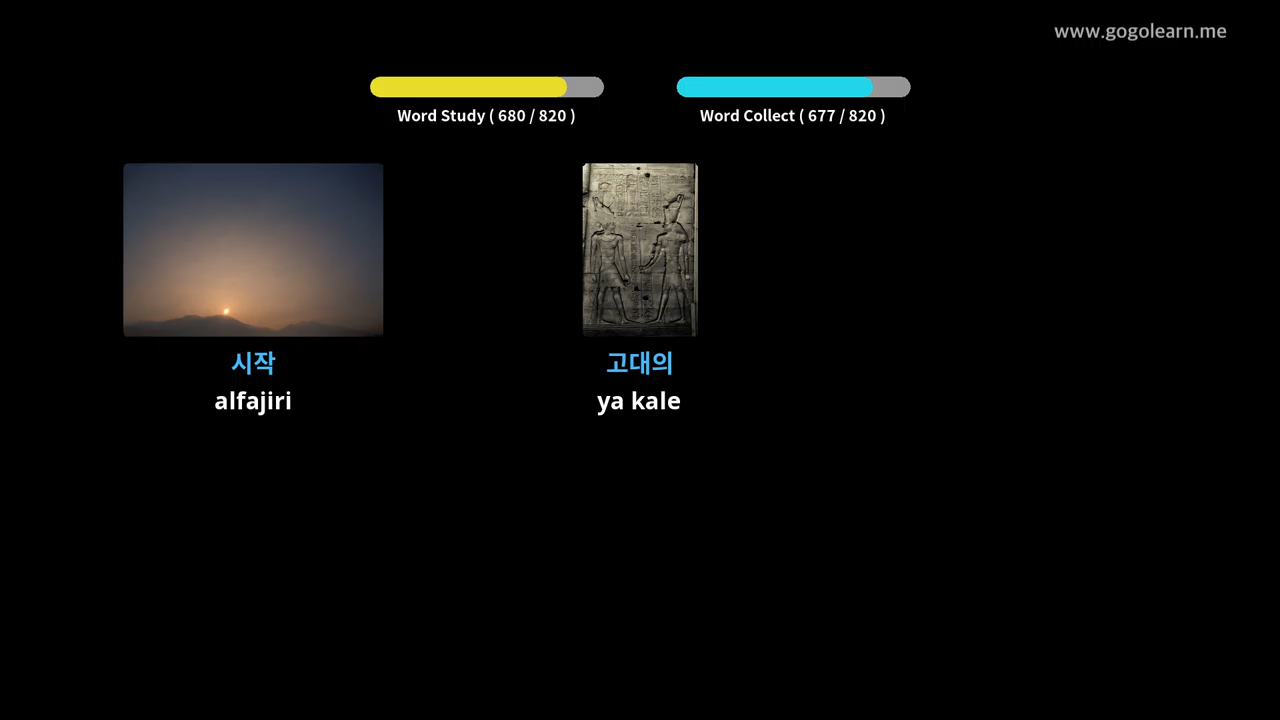 www.gogolearn.me
Word Study ( 680 / 820 )
Word Collect ( 677 / 820 )
시작
alfajiri
고대의
ya kale